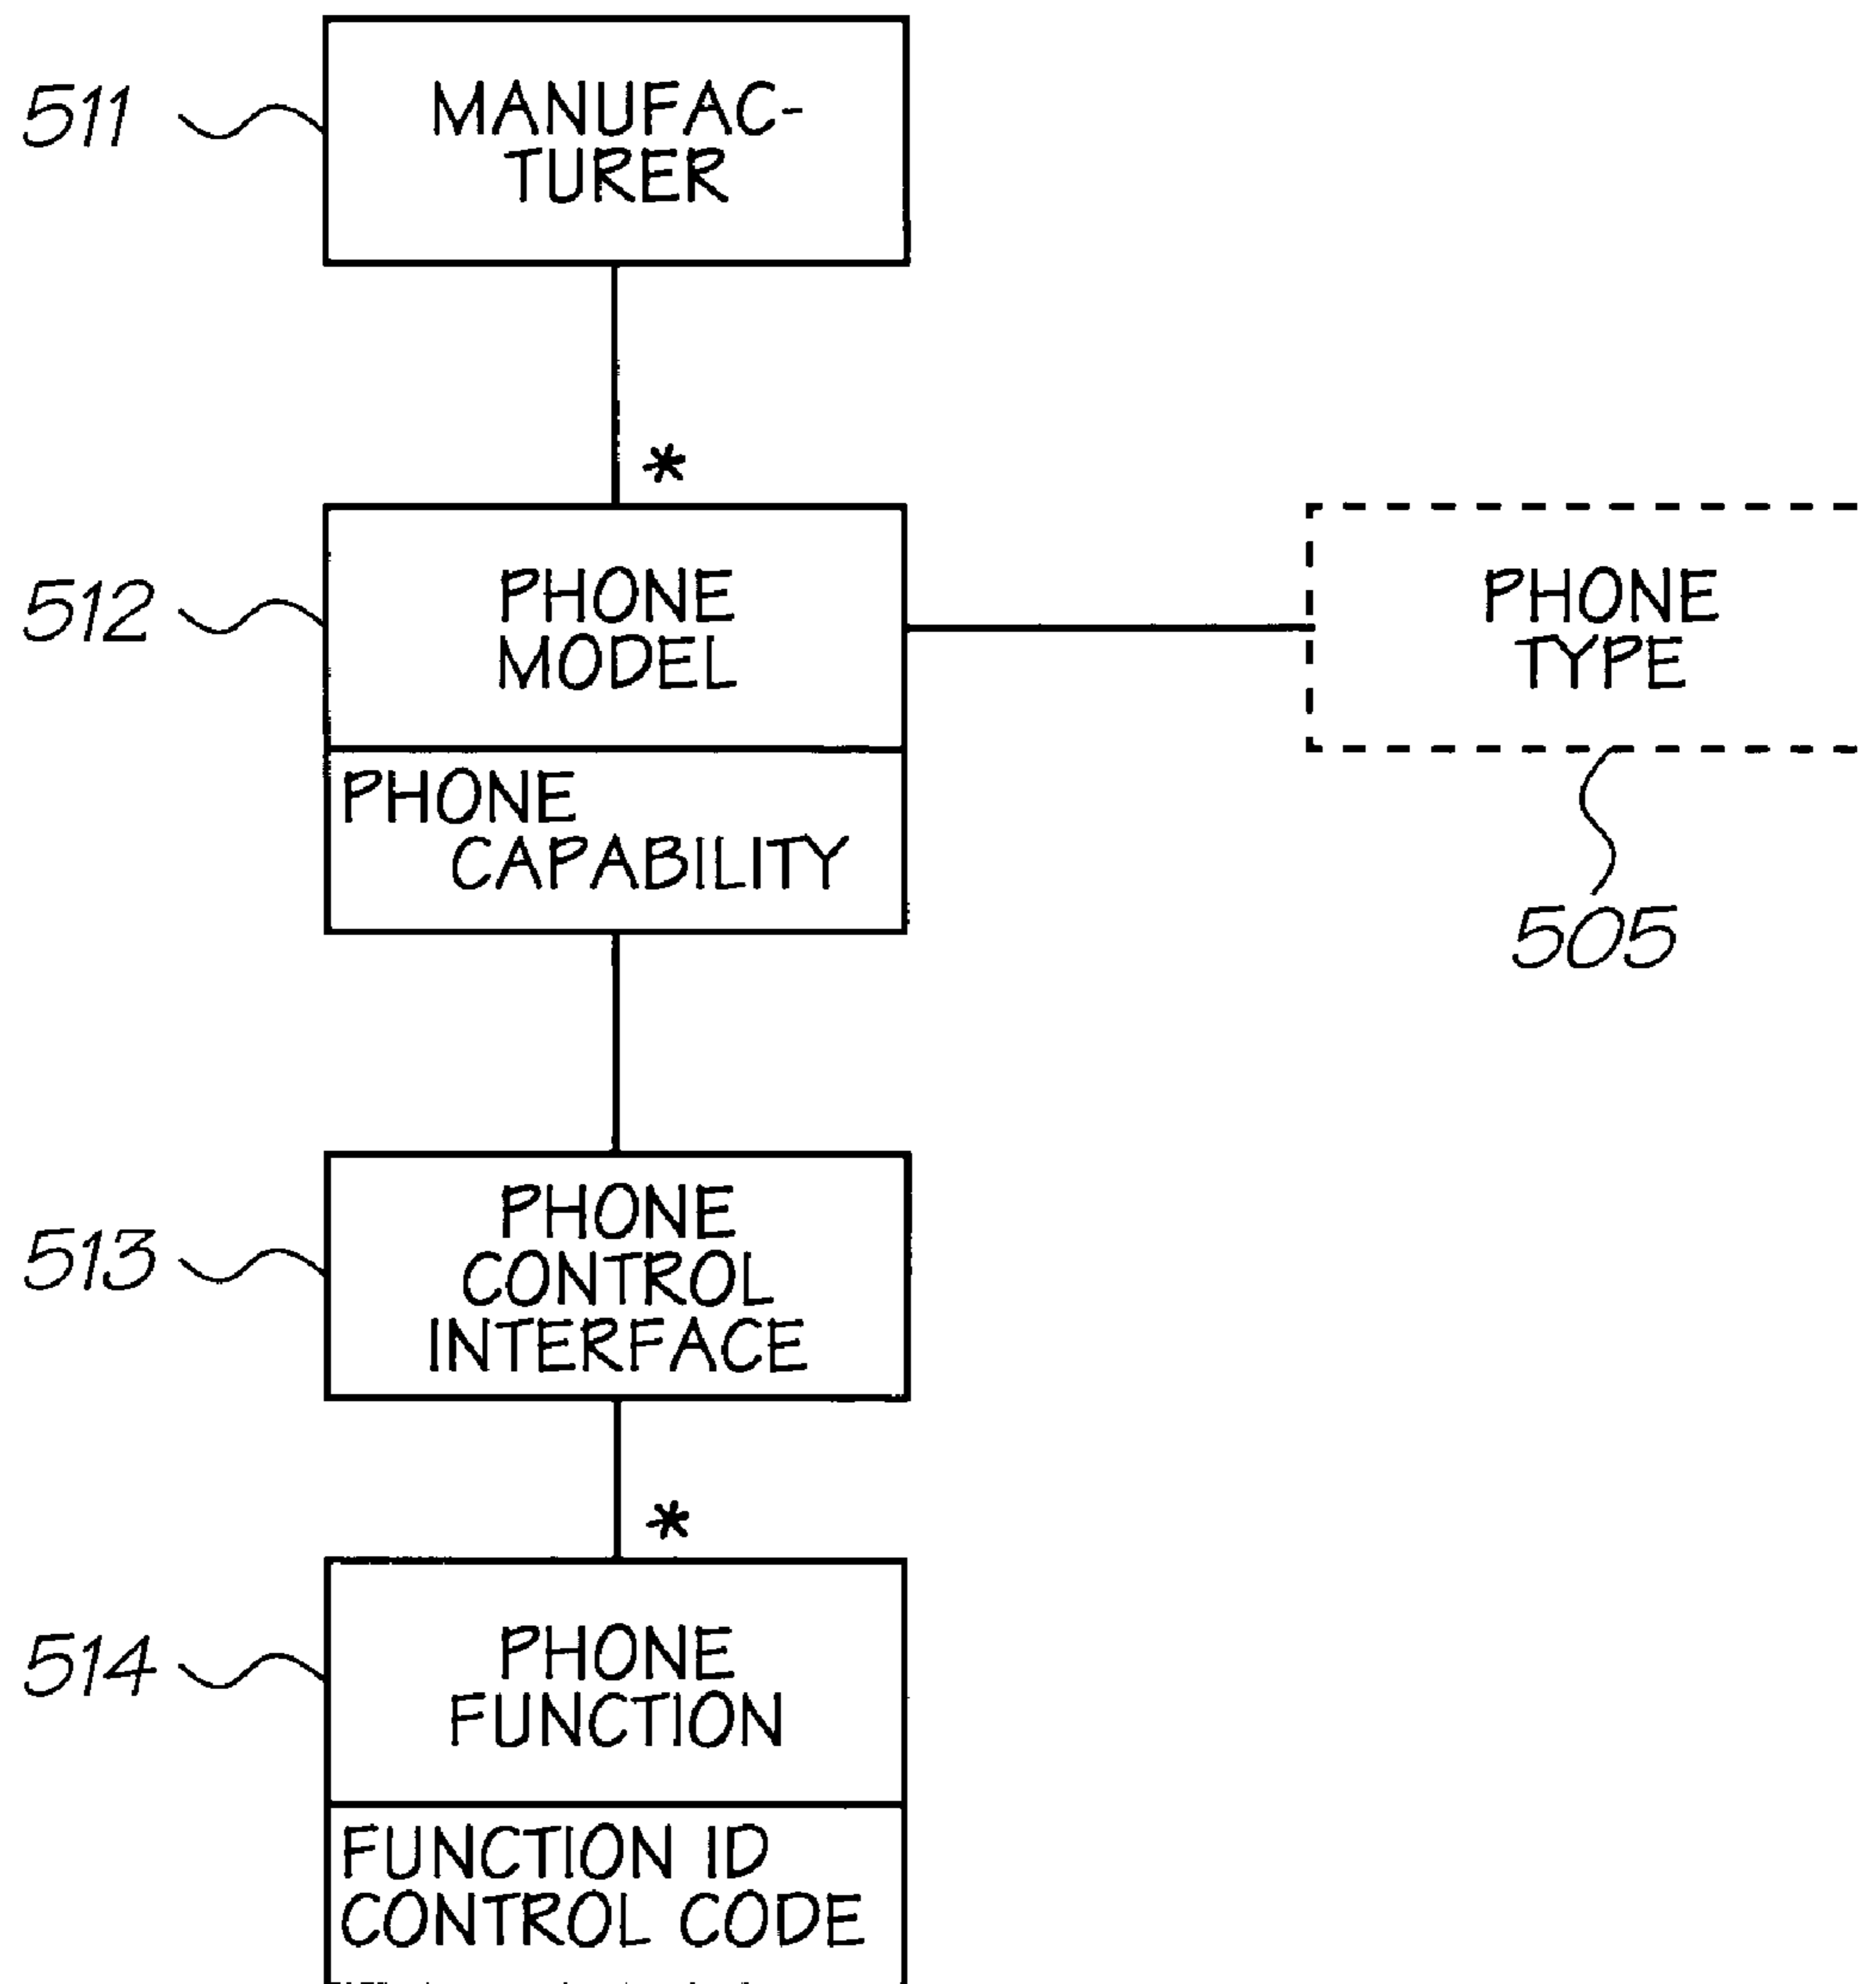 511
MANUFAC-
TURER
*
512
PHONE
MODEL
PHONE
TYPE
PHONE
CAPABILITY
505
513
PHONE
CONTROL
INTERFACE
*
514
PHONE
FUNCTION
FUNCTION ID
CONTROL CODE